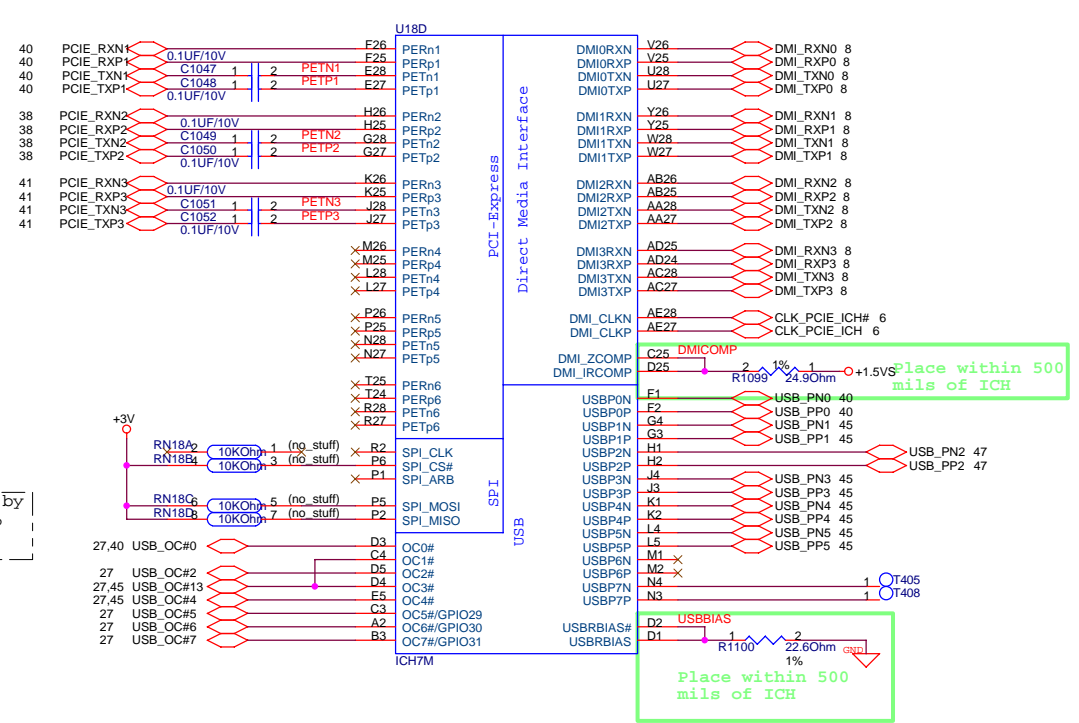 U18D
40 PCIE_RXN1 F26 PERn1 DMI0RXN V26 DMI_RXN0 8
40 PCIE_RXP1 F25 PERp1 DMI0RXP V25 DMI_RXP0 8
0.1UF/10V
40 PCIE_TXN1 C1047 1 2 PETN1 E28 PETn1 DMI0TXN U28 DMI_TXN0 8
40 PCIE_TXP1 C1048 1 2 PETP1 E27 PETp1 DMI0TXP U27 DMI_TXP0 8
0.1UF/10V
38 PCIE_RXN2 H26 PERn2 DMI1RXN Y26 DMI_RXN1 8
38 PCIE_RXP2 0.1UF/10V H25 PERp2 DMI1RXP Y25 DMI_RXP1 8
38 PCIE_TXN2 C1049 1 2 PETN2 G28 PETn2 DMI1TXN W28 DMI_TXN1 8
38 PCIE_TXP2 C1050 1 2 PETP2 G27 PETp2 DMI1TXP W27 DMI_TXP1 8
0.1UF/10V
41 PCIE_RXN3 K26 PERn3 DMI2RXN AB26 DMI_RXN2 8
41 PCIE_RXP3 0.1UF/10V K25 PERp3 DMI2RXP AB25 DMI_RXP2 8
41 PCIE_TXN3 C1051 1 2 PETN3 J28 PETn3 DMI2TXN AA28 DMI_TXN2 8
41 PCIE_TXP3 C1052 1 2 PETP3 J27 PETp3 DMI2TXP AA27 DMI_TXP2 8
0.1UF/10V
PCI-Express
Direct Media Interface
M26 PERn4 DMI3RXN AD25 DMI_RXN3 8
M25 PERp4 DMI3RXP AD24 DMI_RXP3 8
L28 PETn4 DMI3TXN AC28 DMI_TXN3 8
L27 PETp4 DMI3TXP AC27 DMI_TXP3 8
P26 PERn5 DMI_CLKN AE28 CLK_PCIE_ICH# 6
P25 PERp5 DMI_CLKP AE27 CLK_PCIE_ICH 6
N28 PETn5
N27 PETp5 DMI_ZCOMP C25 DMICOMP
DMI_IRCOMP D25 2 1% 1 +1.5VS
R1099 24.9Ohm
Place within 500
mils of ICH
T25 PERn6
T24 PERp6 USBP0N F1 USB_PN0 40
R28 PETn6 USBP0P F2 USB_PP0 40
R27 PETp6 USBP1N G4 USB_PN1 45
USBP1P G3 USB_PP1 45
+3V
RN18A 2 10KOhm 1 (no_stuff) R2 SPI_CLK USBP2N H1 USB_PN2 47
RN18B 4 10KOhm 3 (no_stuff) P6 SPI_CS# USBP2P H2 USB_PP2 47
P1 SPI_ARB USBP3N J4 USB_PN3 45
USBP3P J3 USB_PP3 45
by
RN18C 6 10KOhm 5 (no_stuff) P5 SPI_MOSI USBP4N K1 USB_PN4 45
RN18D 8 10KOhm 7 (no_stuff) P2 SPI_MISO USBP4P K2 USB_PP4 45
SPI
USB
USBP5N L4 USB_PN5 45
27,40 USB_OC#0 D3 OC0# USBP5P L5 USB_PP5 45
C4 OC1# USBP6N M1
27 USB_OC#2 D5 OC2# USBP6P M2
27,45 USB_OC#13 D4 OC3# USBP7N N4 1 T405
27,45 USB_OC#4 E5 OC4# USBP7P N3 1 T408
27 USB_OC#5 C3 OC5#/GPIO29
27 USB_OC#6 A2 OC6#/GPIO30 USBRBIAS# D2 USBBIAS
27 USB_OC#7 B3 OC7#/GPIO31 USBRBIAS D1 1 2
R1100 22.6Ohm GND
ICH7M
1%
Place within 500
mils of ICH